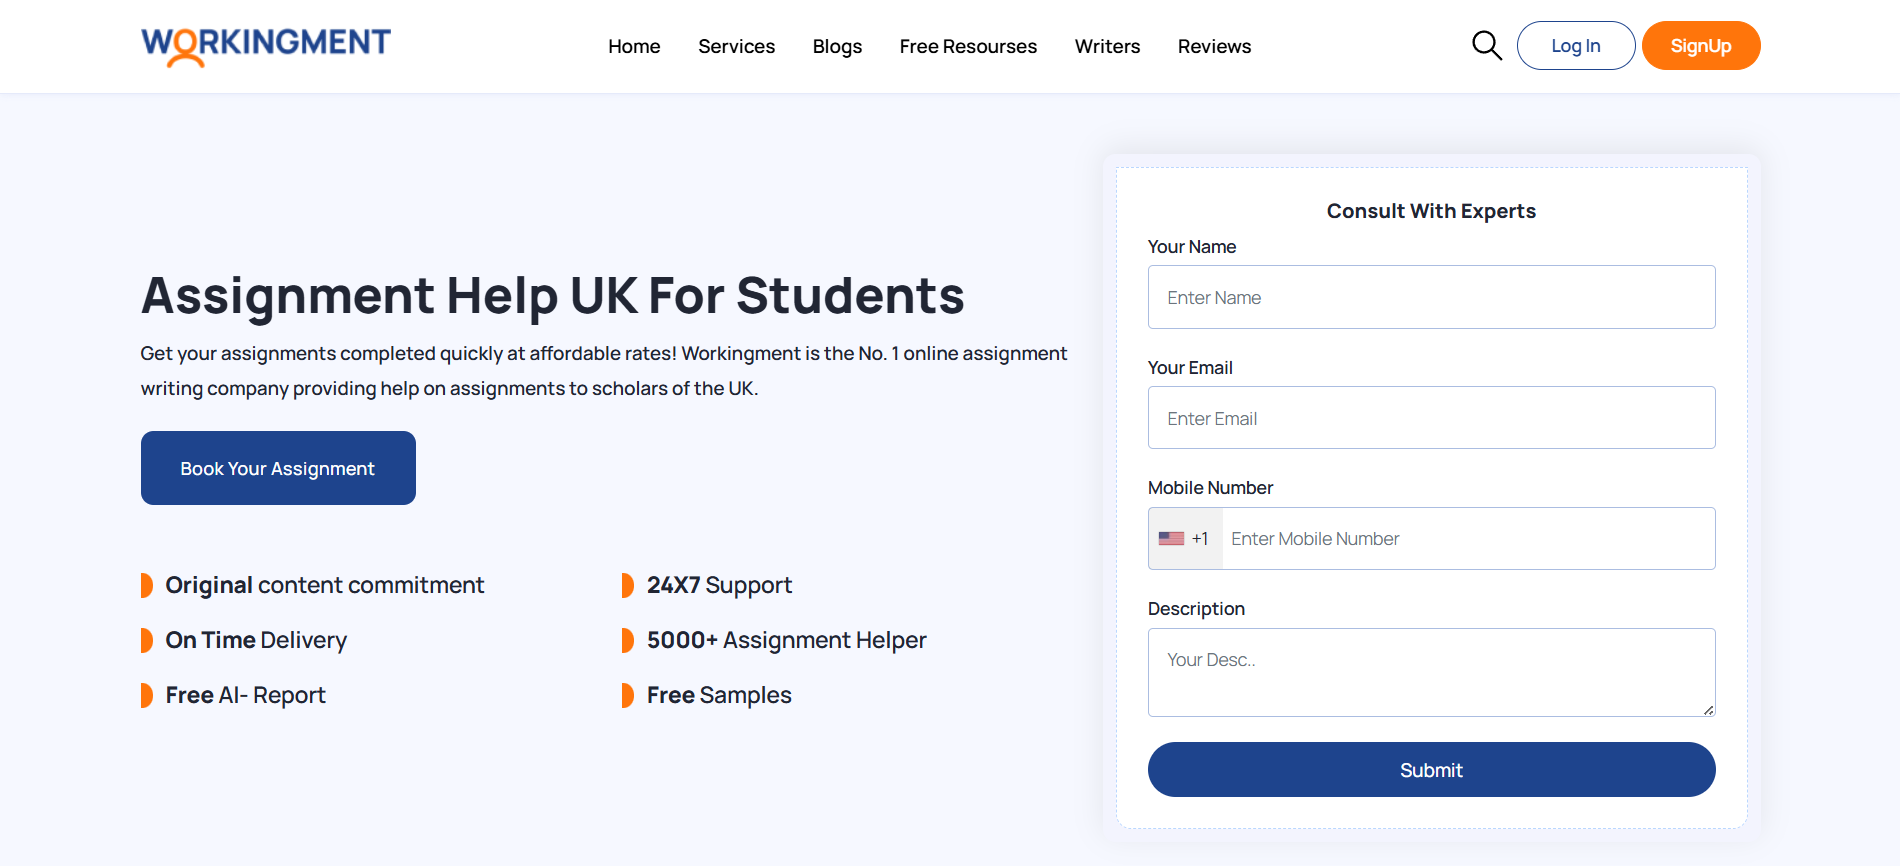 WORKINGMENT
Home Services Blogs Free Resourses Writers Reviews
Log In SignUp
Assignment Help UK For Students
Get your assignments completed quickly at affordable rates! Workingment is the No. 1 online assignment
writing company providing help on assignments to scholars of the UK.
Book Your Assignment
Original content commitment
24X7 Support
On Time Delivery
5000+ Assignment Helper
Free AI- Report
Free Samples
Consult With Experts
Your Name
Enter Name
Your Email
Enter Email
Mobile Number
+1 Enter Mobile Number
Description
Your Desc..
Submit